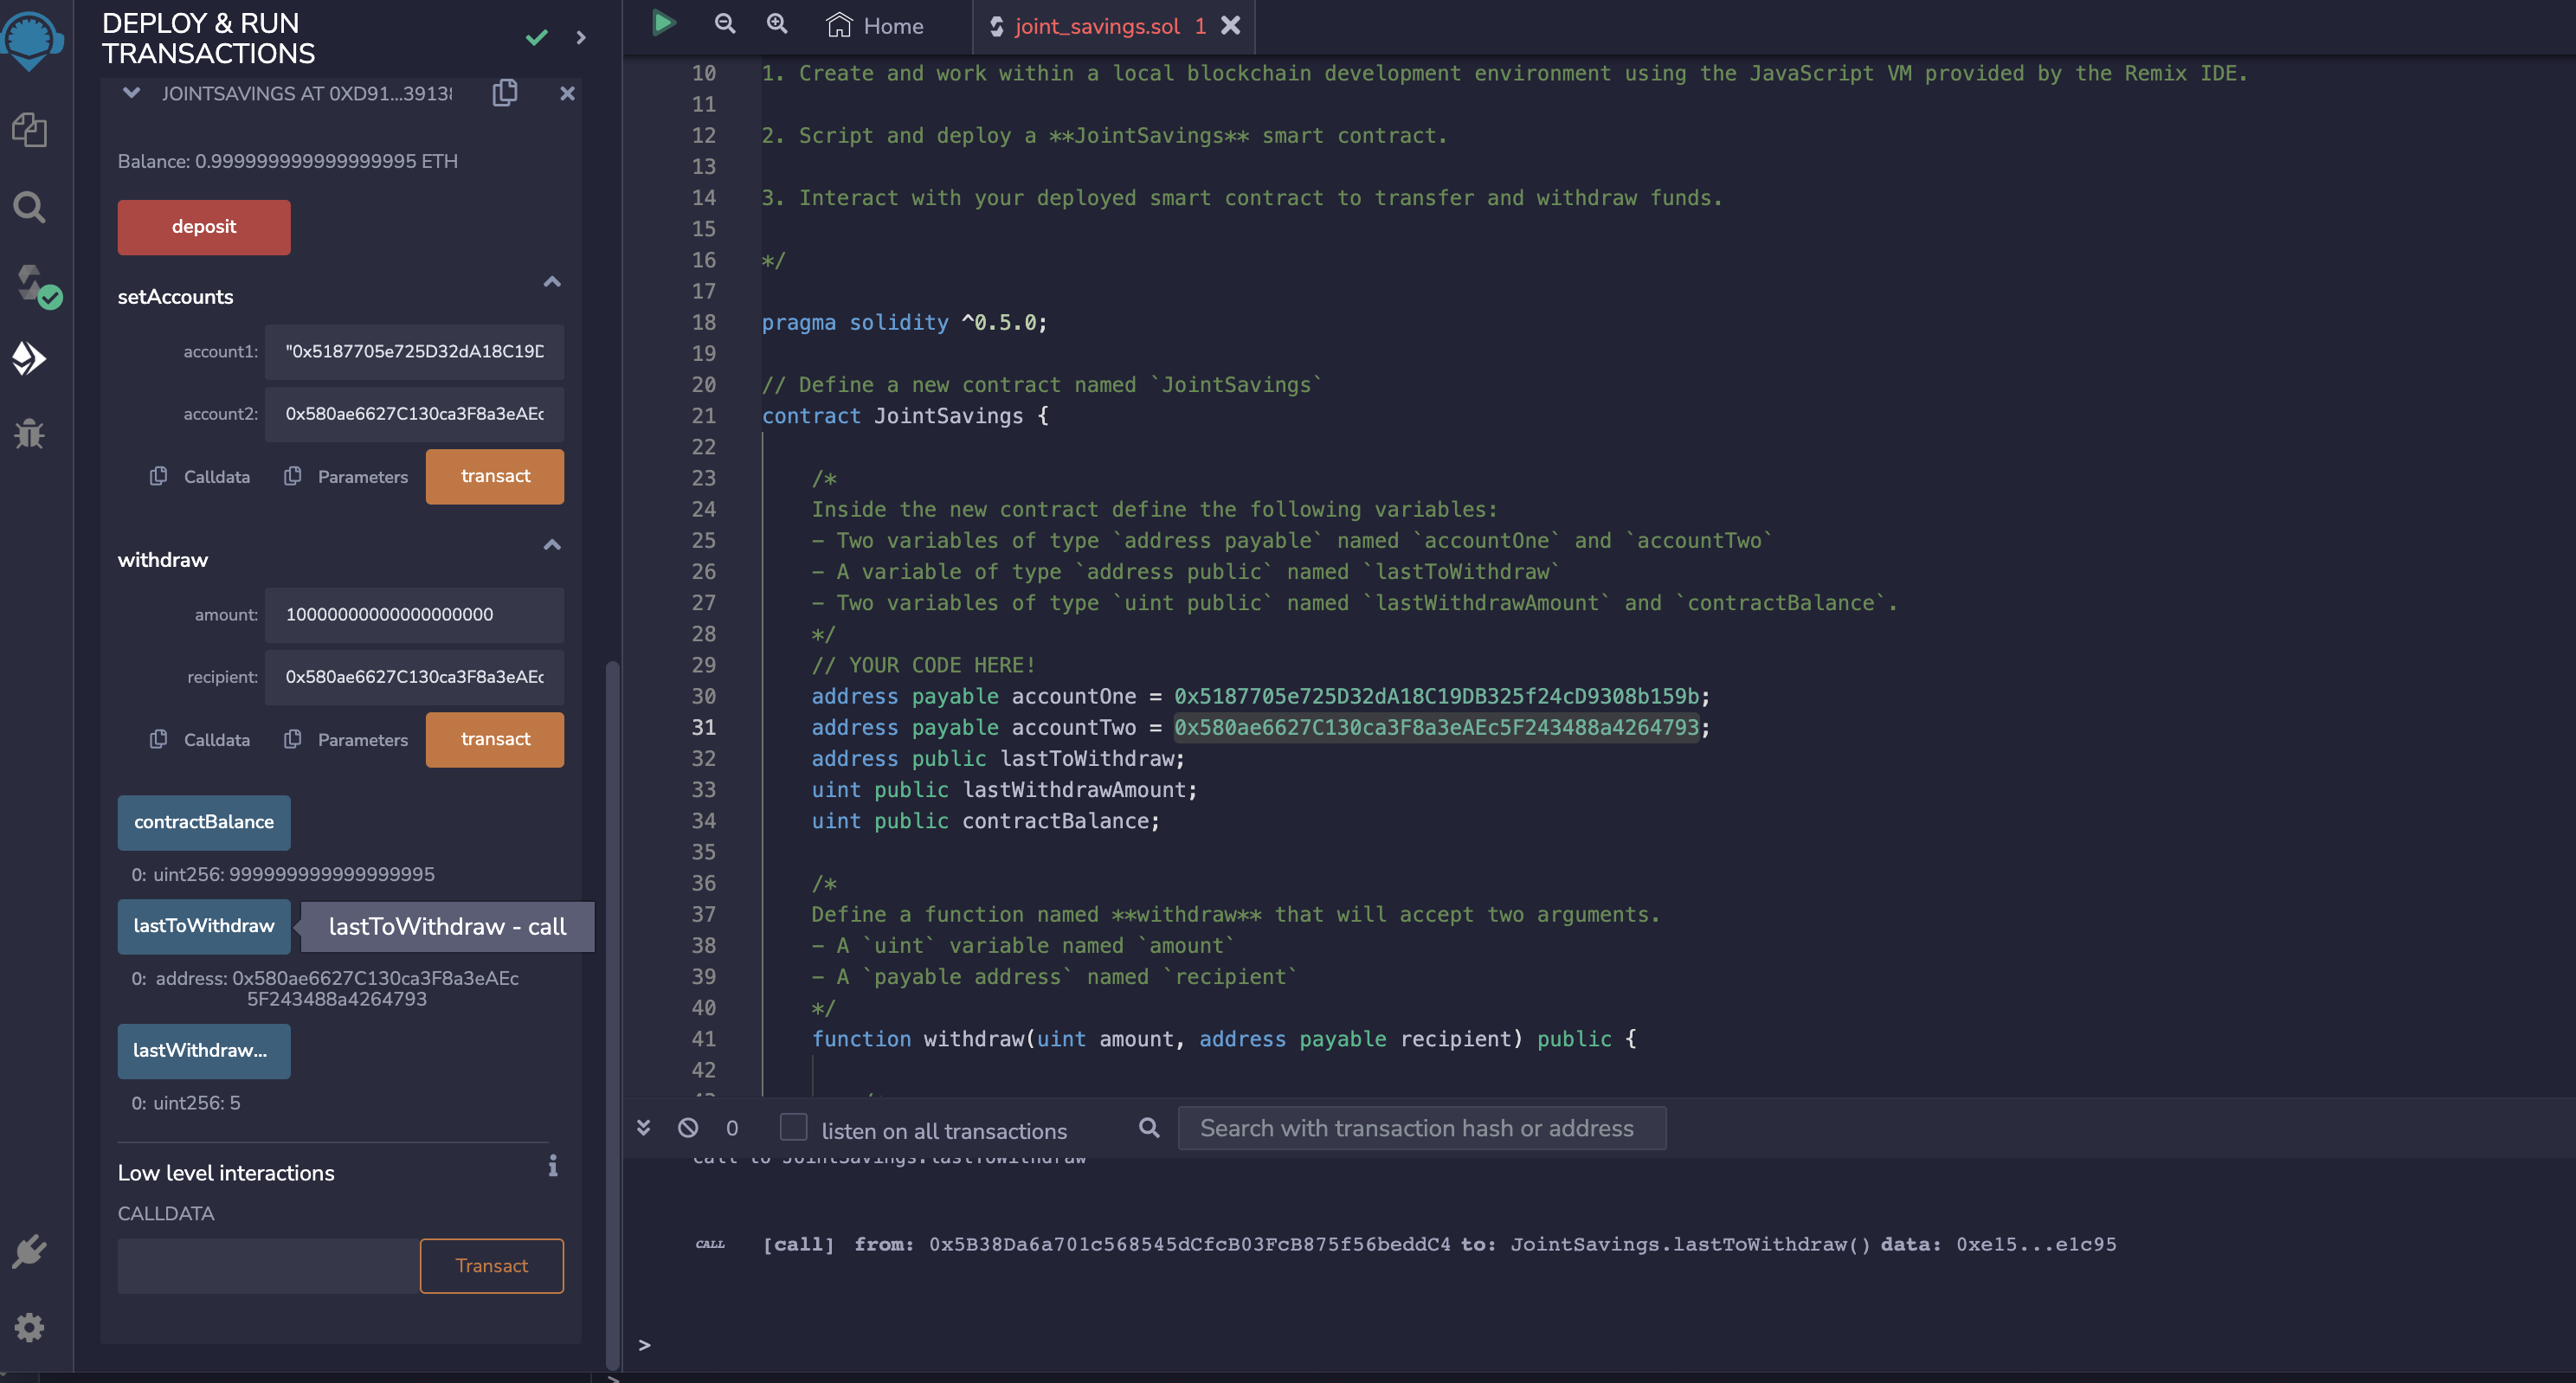 DEPLOY & RUN
TRANSACTIONS
JOINTSAVINGS AT 0XD91...3913
Balance: 0.999999999999999995 ETH
deposit
setAccounts
account1: "0x5187705e725D32dA18C19D
account2: 0x580ae6627C130ca3F8a3eAEc
Calldata Parameters transact
withdraw
amount: 10000000000000000000
recipient: 0x580ae6627C130ca3F8a3eAEc
Calldata Parameters transact
contractBalance
0: uint256: 999999999999999995
lastToWithdraw
lastToWithdraw - call
0: address: 0x580ae6627C130ca3F8a3eAEc
5F243488a4264793
lastWithdraw...
0: uint256: 5
Low level interactions
i
CALLDATA
Transact
Home
joint_savings.sol 1
10 1. Create and work within a local blockchain development environment using the JavaScript VM provided by the Remix IDE.
11
12 2. Script and deploy a **JointSavings** smart contract.
13
14 3. Interact with your deployed smart contract to transfer and withdraw funds.
15
16 */
17
18 pragma solidity ^0.5.0;
19
20 // Define a new contract named `JointSavings`
21 contract JointSavings {
22
23 /*
24 Inside the new contract define the following variables:
25 - Two variables of type `address payable` named `accountOne` and `accountTwo`
26 - A variable of type `address public` named `lastToWithdraw`
27 - Two variables of type `uint public` named `lastWithdrawAmount` and `contractBalance`.
28 */
29 // YOUR CODE HERE!
30 address payable accountOne = 0x5187705e725D32dA18C19DB325f24cD9308b159b;
31 address payable accountTwo = 0x580ae6627C130ca3F8a3eAEc5F243488a4264793;
32 address public lastToWithdraw;
33 uint public lastWithdrawAmount;
34 uint public contractBalance;
35
36 /*
37 Define a function named **withdraw** that will accept two arguments.
38 - A `uint` variable named `amount`
39 - A `payable address` named `recipient`
40 */
41 function withdraw(uint amount, address payable recipient) public {
42
0 listen on all transactions Search with transaction hash or address
call to JointSavings.lastToWithdraw
CALL [call] from: 0x5B38Da6a701c568545dCfcB03FcB875f56beddC4 to: JointSavings.lastToWithdraw() data: 0xe15...e1c95
>